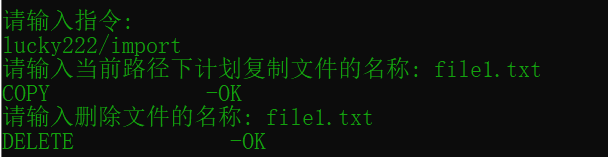 请输入指令:
lucky222/import
请输入当前路径下计划复制文件的名称: file1.txt
COPY            -OK
请输入删除文件的名称: file1.txt
DELETE            -OK